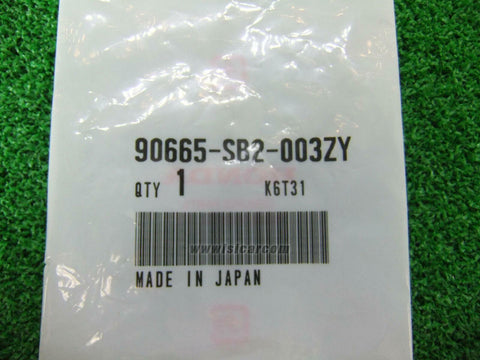 90665-SB2-003ZY
QTY 1 K6T31
www.isicar.com
MADE IN JAPAN